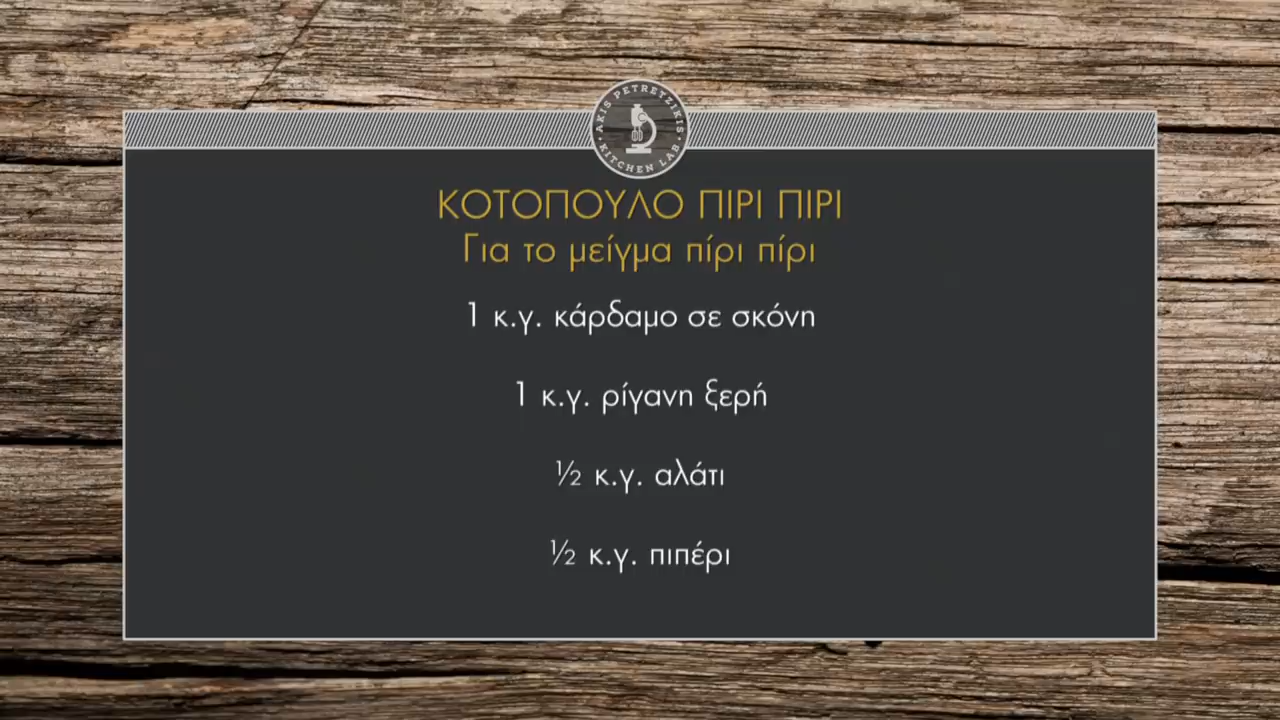 AKIS PETRETZIKIS
KITCHEN LAB
ΚΟΤΟΠΟΥΛΟ ΠΙΡΙ ΠΙΡΙ
Για το μείγμα πίρι πίρι
1 κ.γ. κάρδαμο σε σκόνη
1 κ.γ. ρίγανη ξερή
½ κ.γ. αλάτι
½ κ.γ. πιπέρι